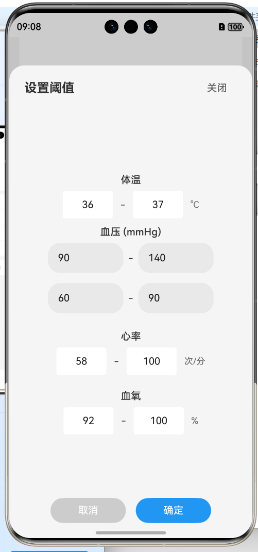 09:08
100
设置阈值 关闭
体温
36 - 37 ℃
血压 (mmHg)
90 - 140
60 - 90
心率
58 - 100 次/分
血氧
92 - 100 %
取消 确定